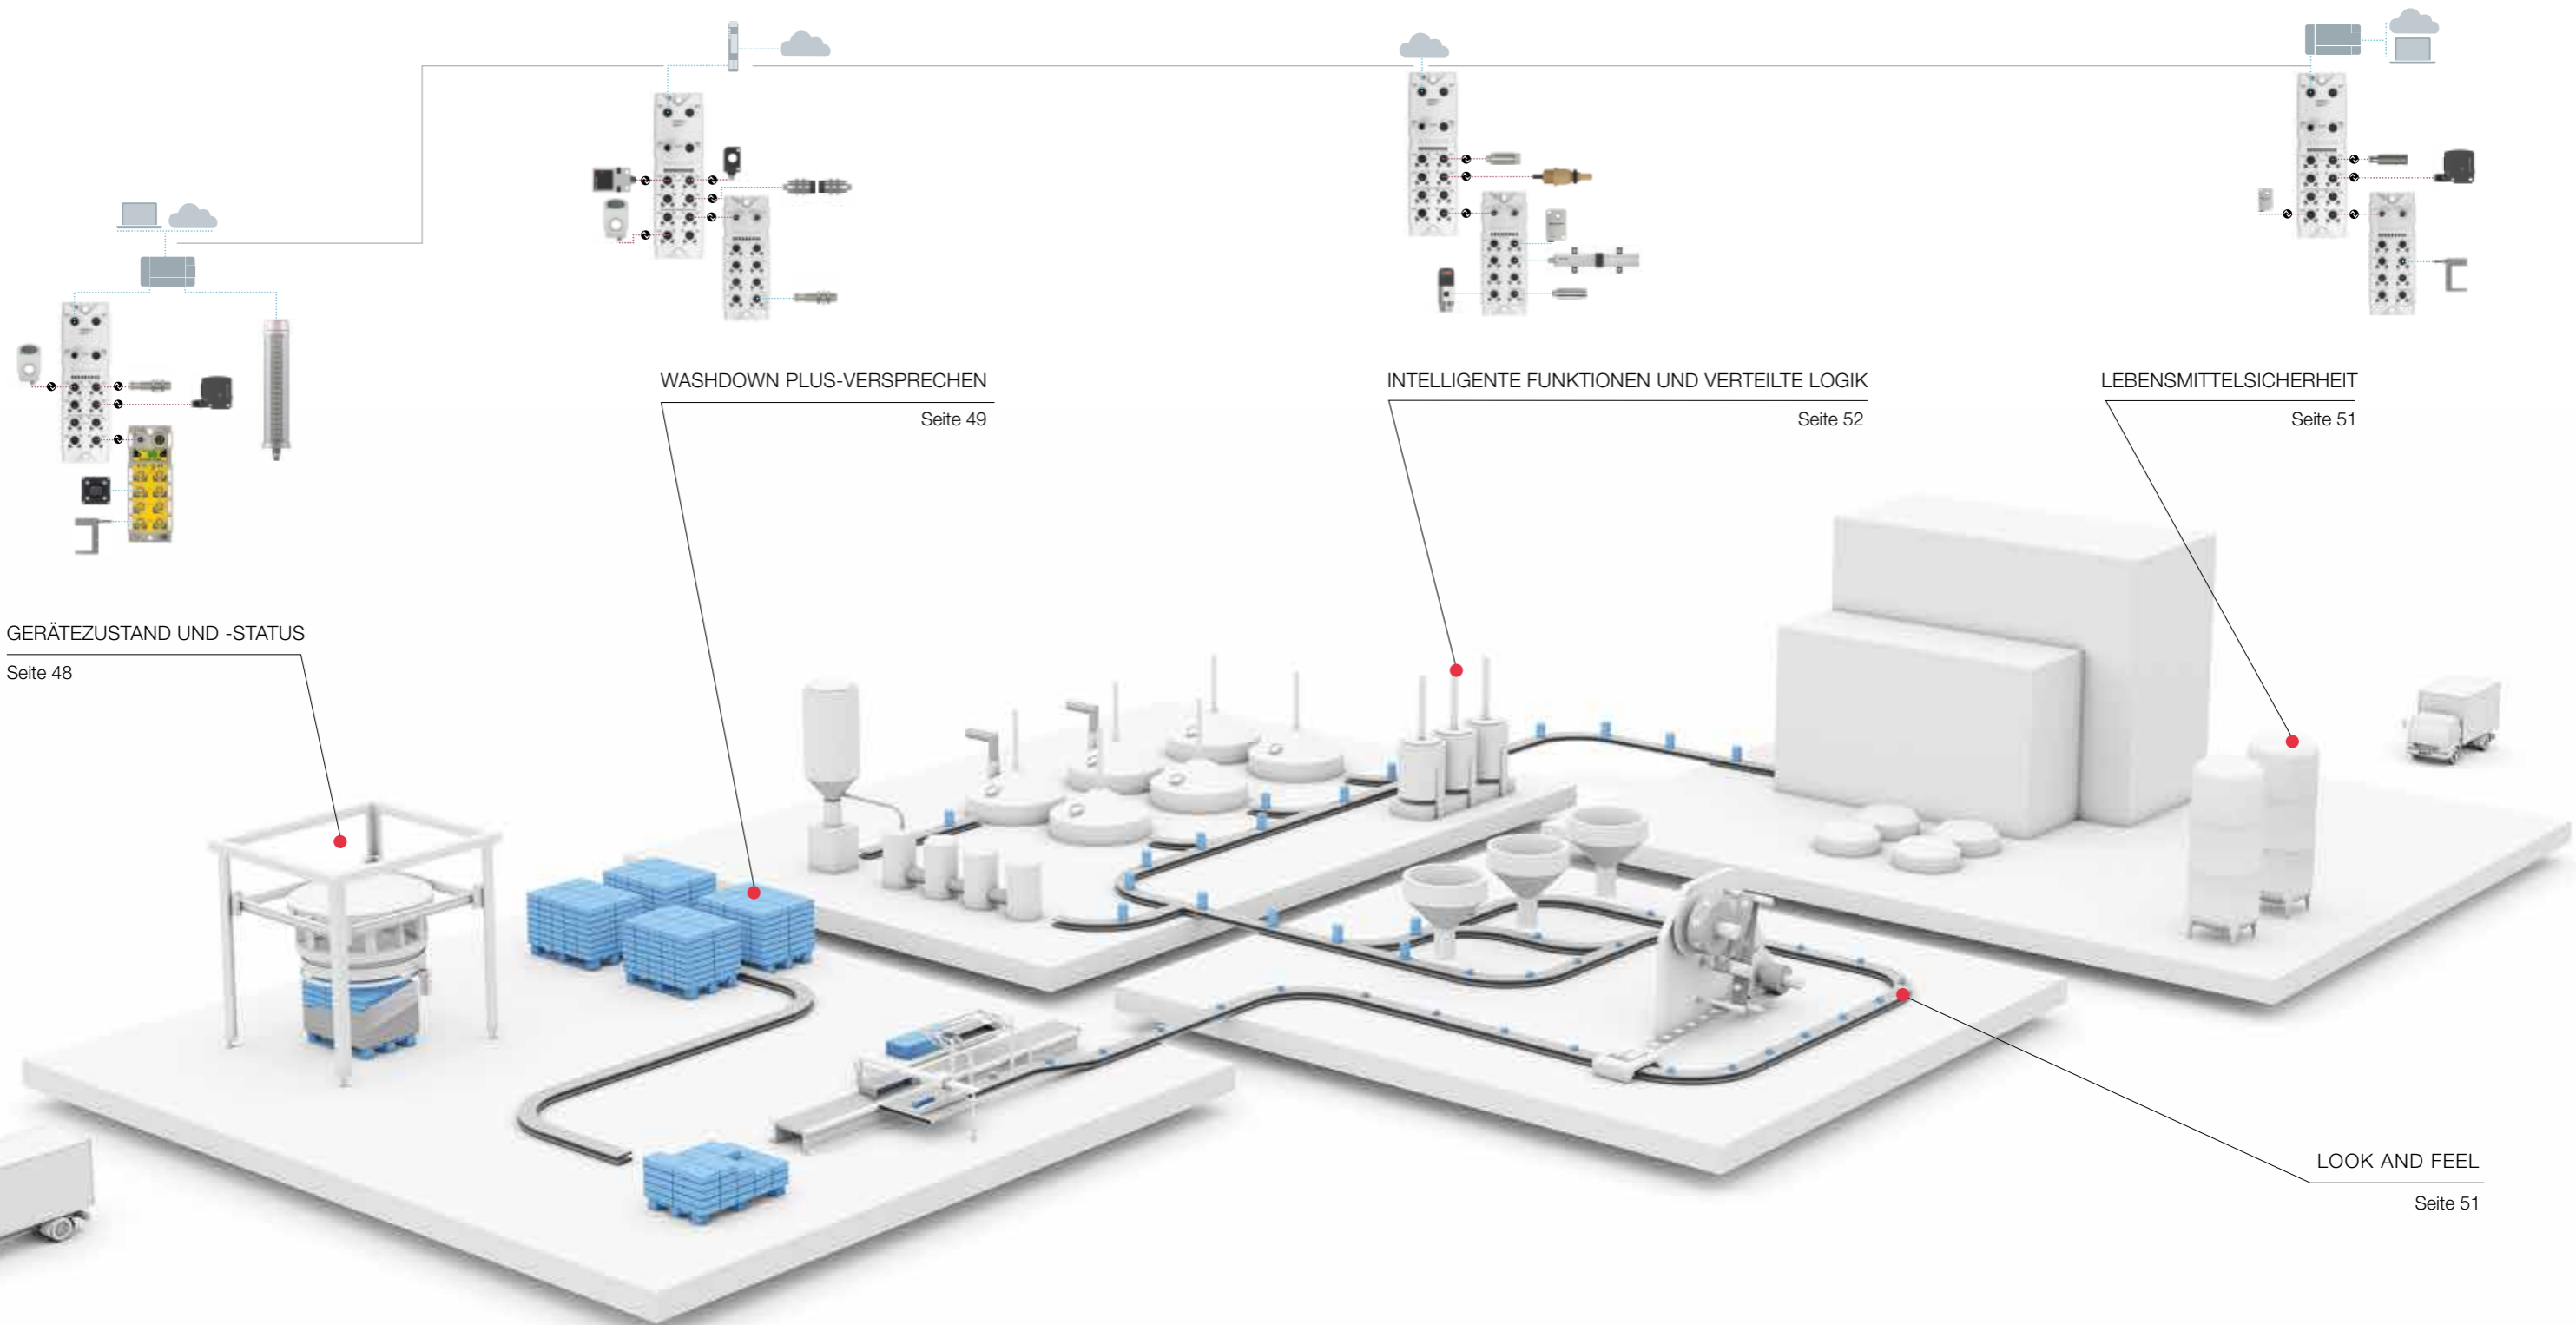 WASHDOWN PLUS-VERSPRECHEN
Seite 49
INTELLIGENTE FUNKTIONEN UND VERTEILTE LOGIK
Seite 52
LEBENSMITTELSICHERHEIT
Seite 51
GERÄTEZUSTAND UND -STATUS
Seite 48
LOOK AND FEEL
Seite 51